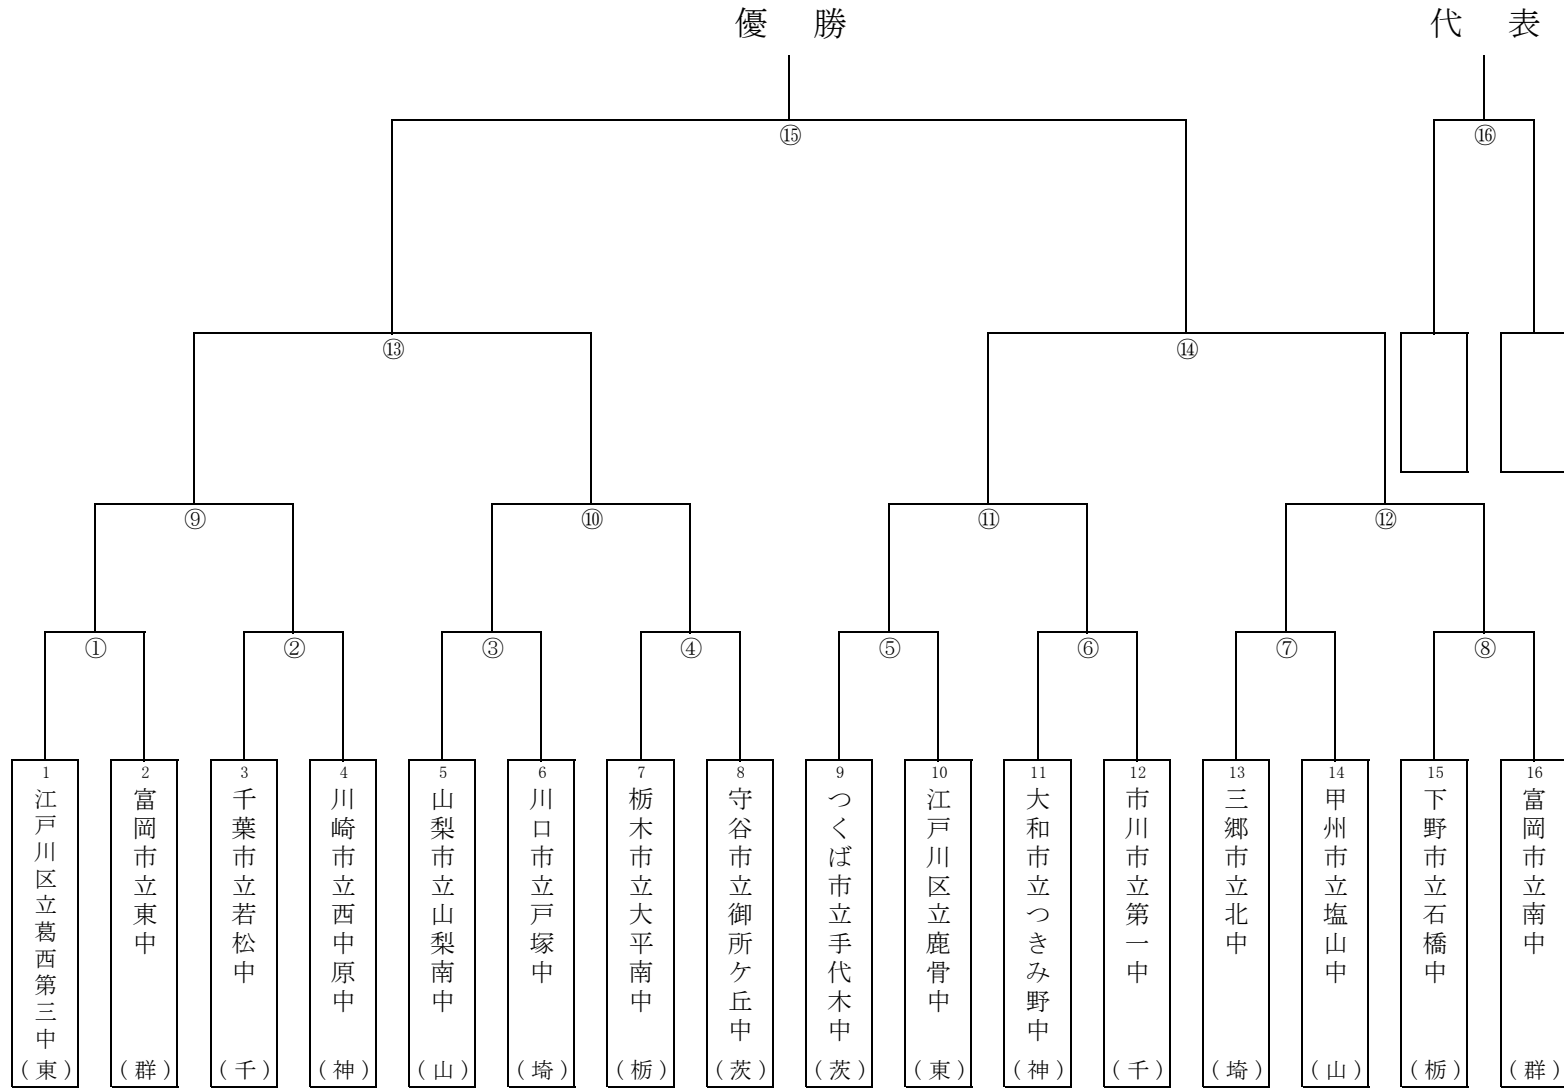 優　勝
代　表
⑮
⑯
⑬
⑭
⑨
⑩
⑪
⑫
①
②
③
④
⑤
⑥
⑦
⑧
1
江戸川区立葛西第三中
（東）
2
富岡市立東中
（群）
3
千葉市立若松中
（千）
4
川崎市立西中原中
（神）
5
山梨市立山梨南中
（山）
6
川口市立戸塚中
（埼）
7
栃木市立大平南中
（栃）
8
守谷市立御所ケ丘中
（茨）
9
つくば市立手代木中
（茨）
10
江戸川区立鹿骨中
（東）
11
大和市立つきみ野中
（神）
12
市川市立第一中
（千）
13
三郷市立北中
（埼）
14
甲州市立塩山中
（山）
15
下野市立石橋中
（栃）
16
富岡市立南中
（群）